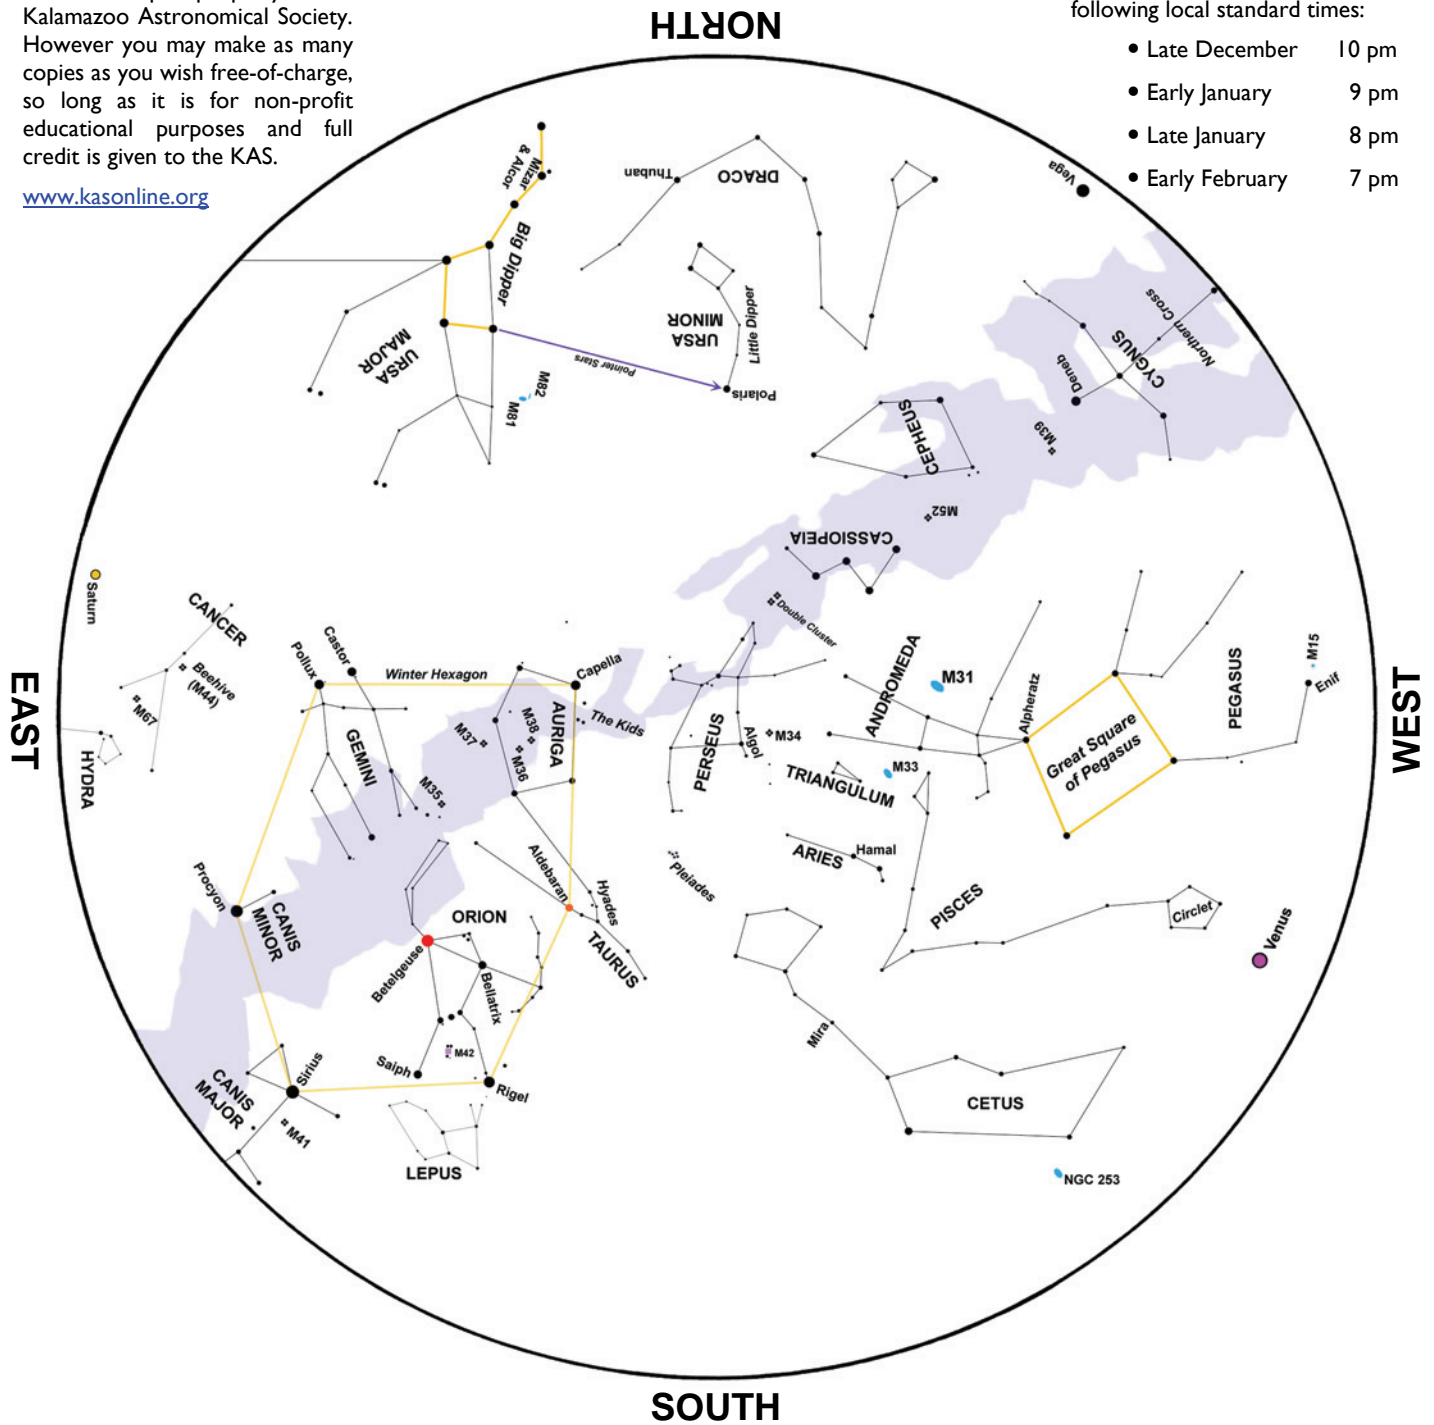 Kalamazoo Astronomical Society.
However you may make as many
copies as you wish free-of-charge,
so long as it is for non-profit
educational purposes and full
credit is given to the KAS.
www.kasonline.org
following local standard times:
• Late December 10 pm
• Early January 9 pm
• Late January 8 pm
• Early February 7 pm
NORTH
Mizar
& Alcor
Big Dipper
URSA
MAJOR
Pointer Stars
M81
M82
Thuban
DRACO
URSA
MINOR
Little Dipper
Polaris
Vega
Northern Cross
CYGNUS
Deneb
M39
CEPHEUS
M52
CASSIOPEIA
Double Cluster
EAST
Saturn
CANCER
Beehive
(M44)
M67
HYDRA
Castor
Pollux
Winter Hexagon
GEMINI
M35
Capella
The Kids
AURIGA
M38
M37
M36
PERSEUS
Algol
M34
ANDROMEDA
M31
M33
TRIANGULUM
Alpheratz
Great Square
of Pegasus
PEGASUS
M15
Enif
WEST
ARIES
Hamal
Pleiades
PISCES
Circlet
Venus
Procyon
CANIS
MINOR
ORION
Betelgeuse
Bellatrix
Aldebaran
Hyades
TAURUS
M42
Saiph
Rigel
Sirius
CANIS
MAJOR
M41
LEPUS
Mira
CETUS
NGC 253
SOUTH